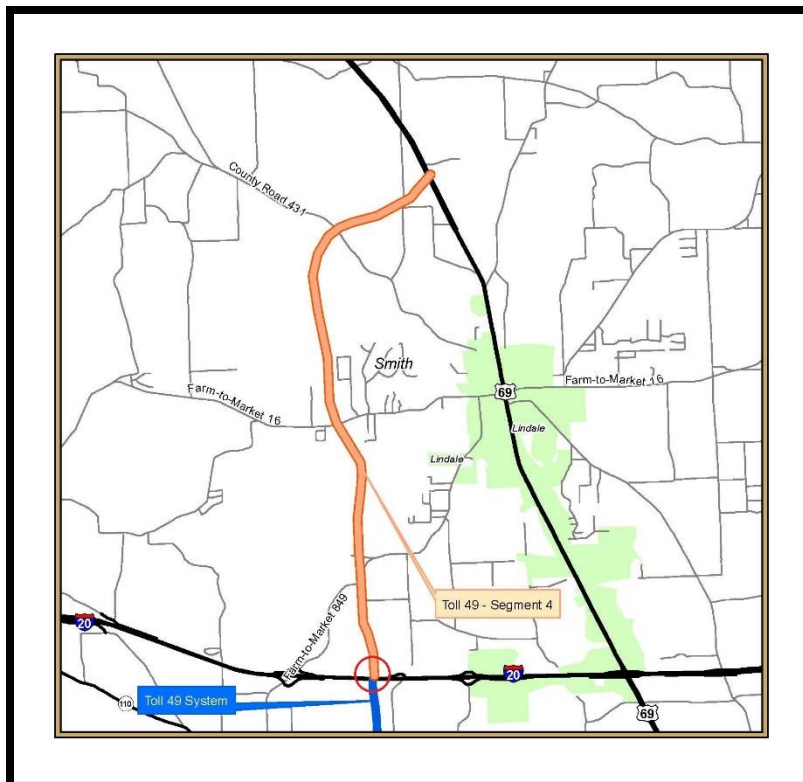 County Road 431
Smith
Farm-to-Market 16
69
Farm-to-Market 16
Lindale
Lindale
Toll 49 - Segment 4
Farm-to-Market 849
20
20
110
Toll 49 System
69